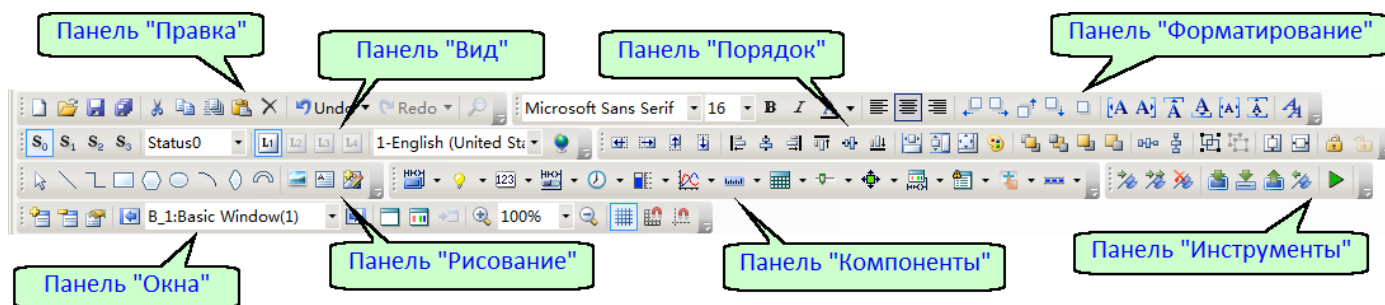 Панель "Правка"
Панель "Вид"
Панель "Порядок"
Панель "Форматирование"
Undo Redo Microsoft Sans Serif 16 B I A A A A A A A A
S0 S1 S2 S3 Status0 L1 L2 L3 L4 1-English (United Sta
123
B_1:Basic Window(1) 100%
Панель "Окна"
Панель "Рисование"
Панель "Компоненты"
Панель "Инструменты"